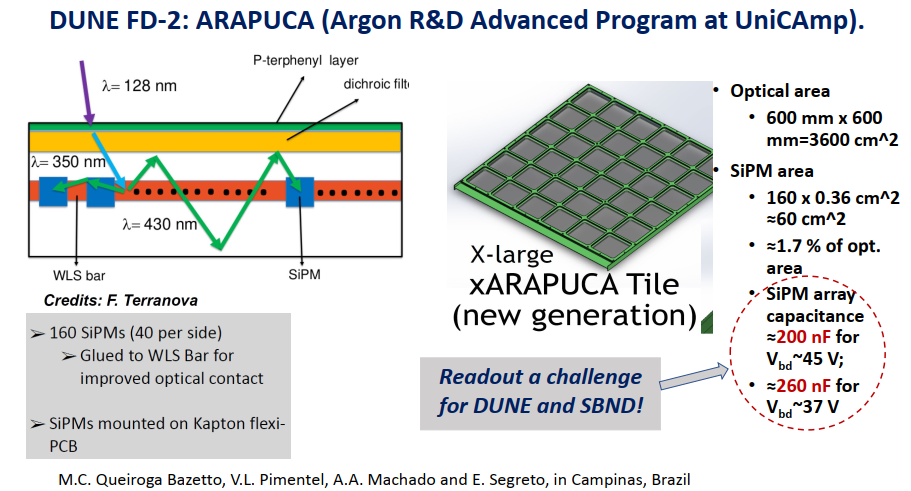 DUNE FD-2: ARAPUCA (Argon R&D Advanced Program at UniCAmp).
P-terphenyl layer
λ= 128 nm
dichroic filte
λ= 350 nm
λ= 430 nm
WLS bar
SiPM
Credits: F. Terranova
➢ 160 SiPMs (40 per side)
➢ Glued to WLS Bar for
improved optical contact
➢ SiPMs mounted on Kapton flexi-
PCB
X-large
xARAPUCA Tile
(new generation)
Readout a challenge
for DUNE and SBND!
• Optical area
• 600 mm x 600
mm=3600 cm^2
• SiPM area
• 160 x 0.36 cm^2
≈60 cm^2
• ≈1.7 % of opt.
area
• SiPM array
capacitance
≈200 nF for
Vbd~45 V;
• ≈260 nF for
Vbd~37 V
M.C. Queiroga Bazetto, V.L. Pimentel, A.A. Machado and E. Segreto, in Campinas, Brazil